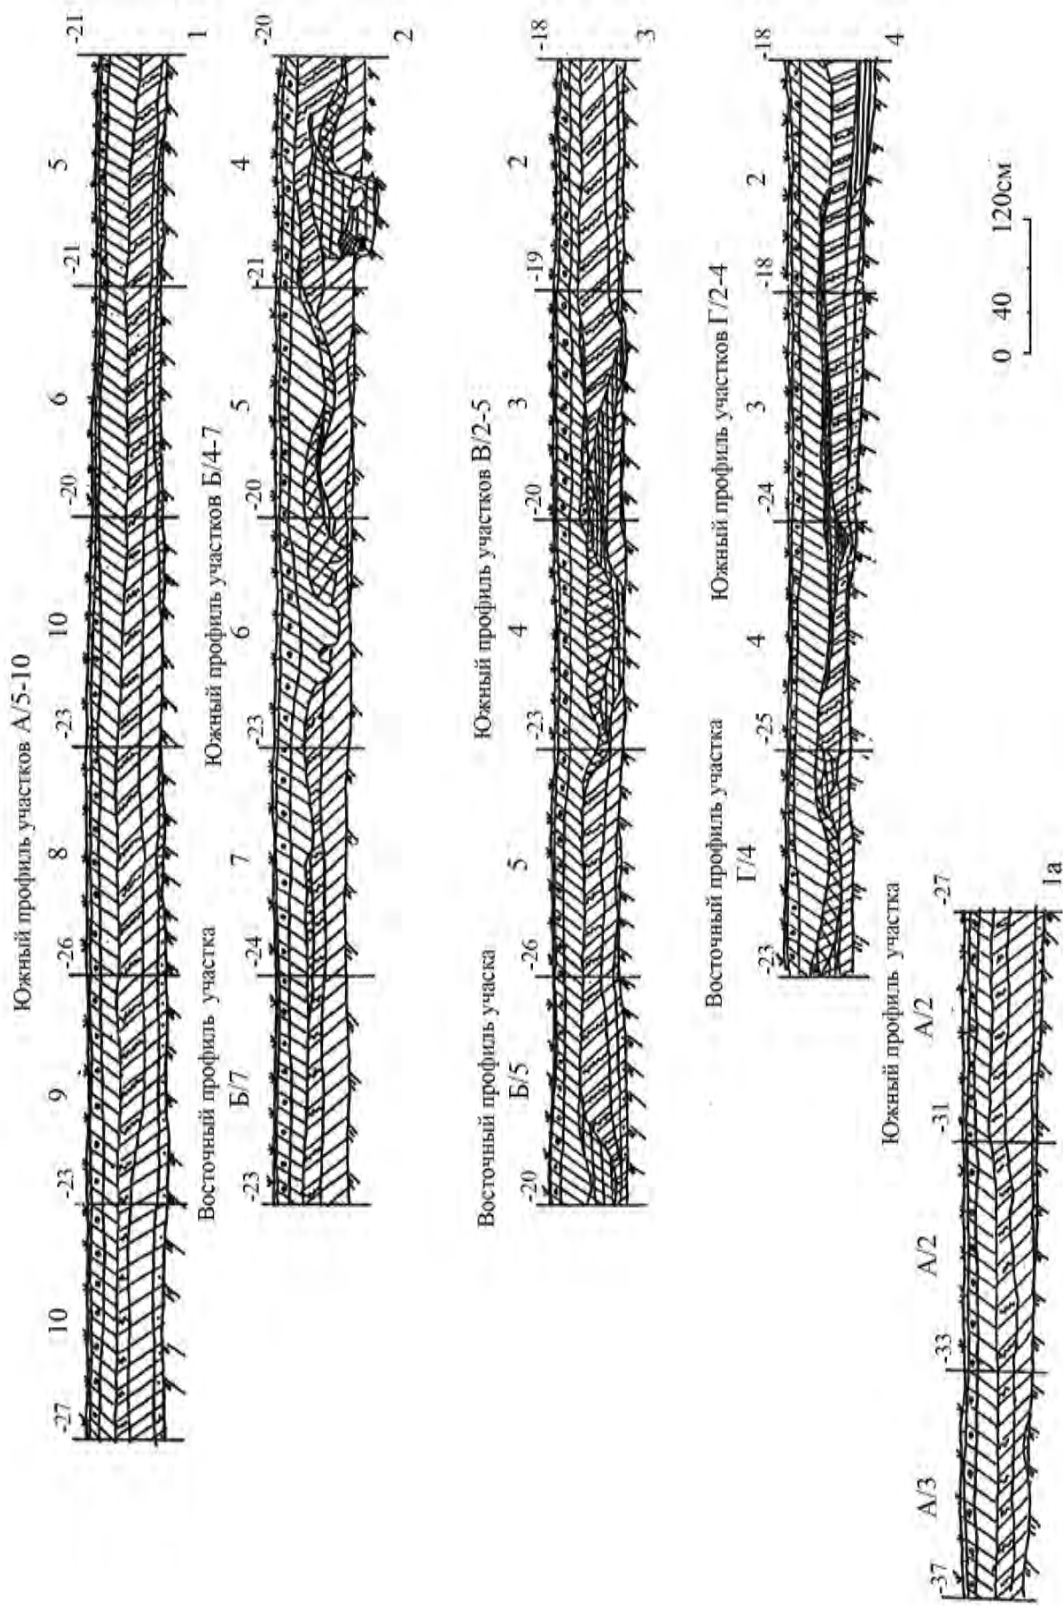 Южный профиль участков А/5-10
10 9 8 10 6 5
-27 -23 -26 -23 -20 -21 -21
1
Восточный профиль участка Южный профиль участков Б/4-7
Б/7 7 6 5 4
-23 -24 -23 -20 -21 -20
2
Восточный профиль учаска Южный профиль участков В/2-5
Б/5 5 4 3 2
-20 -26 -23 -20 -19 -18
3
Восточный профиль участка Южный профиль участков Г/2-4
Г/4 4 3 2
-23 -25 -24 -18 -18
4
Южный профиль участка
А/3 А/2 А/2
-37 -33 -31 -27
1а
0 40 120см